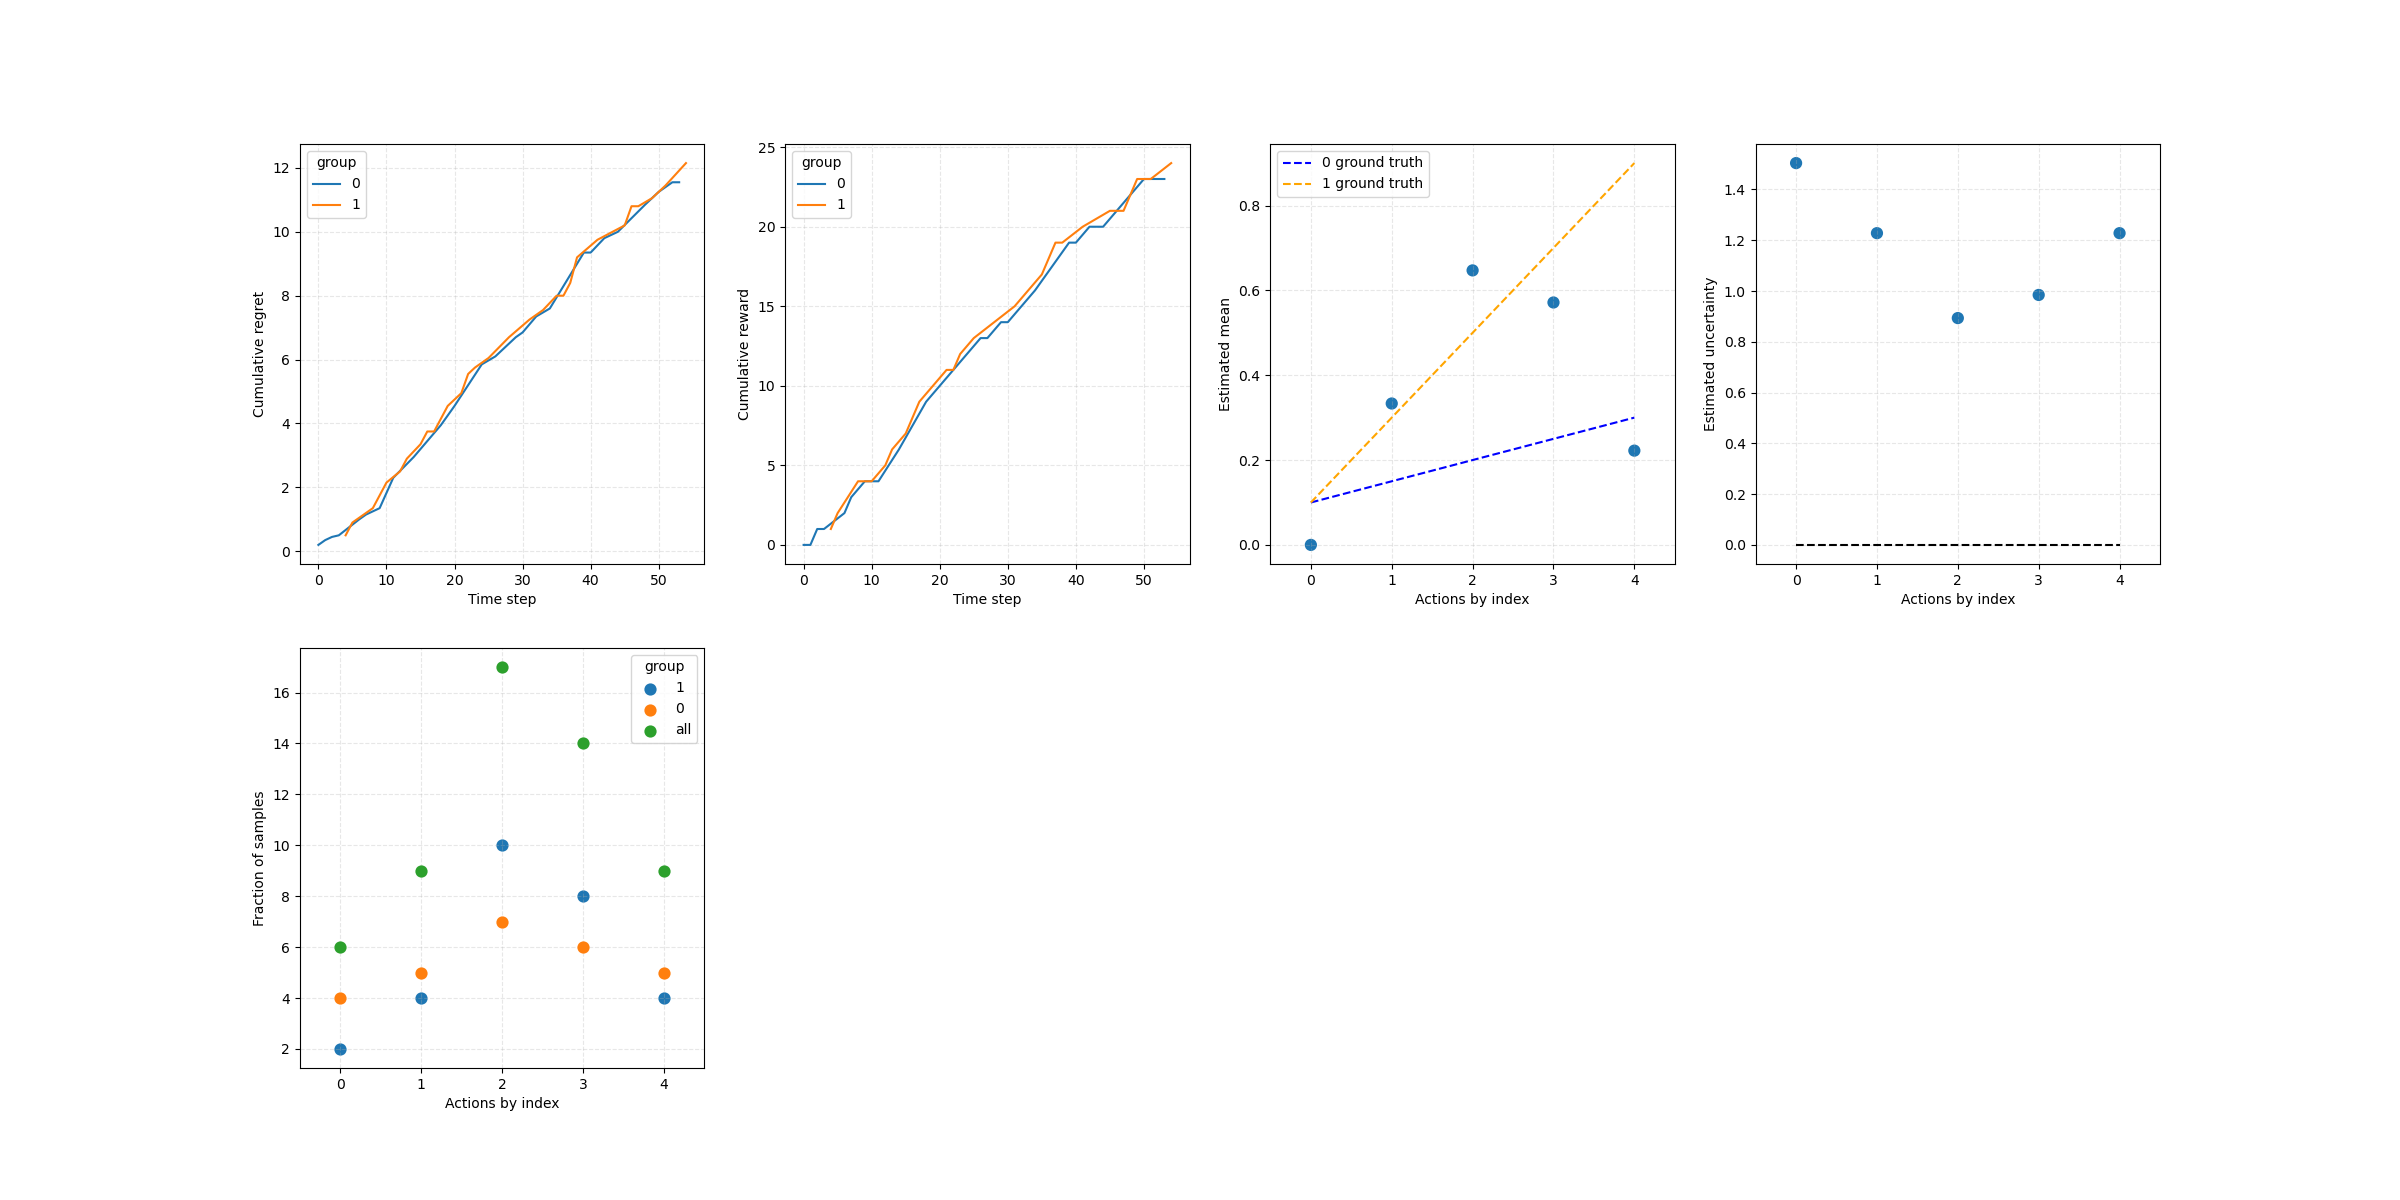 group
0
1
12
10
8
6
4
2
0
Cumulative regret
0 10 20 30 40 50
Time step
group
0
1
25
20
15
10
5
0
Cumulative reward
0 10 20 30 40 50
Time step
0 ground truth
1 ground truth
0.8
0.6
0.4
0.2
0.0
Estimated mean
0 1 2 3 4
Actions by index
1.4
1.2
1.0
0.8
0.6
0.4
0.2
0.0
Estimated uncertainty
0 1 2 3 4
Actions by index
group
1
0
all
16
14
12
10
8
6
4
2
Fraction of samples
0 1 2 3 4
Actions by index